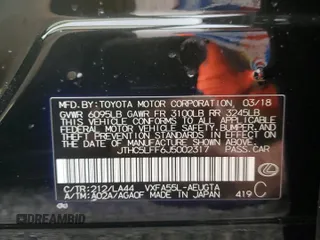 MFD.BY:TOYOTA MOTOR CORPORATION 03/18
GVWR 6095LB GAWR FR 3100LB RR 3245LB
THIS VEHICLE CONFORMS TO ALL APPLICABLE
FEDERAL MOTOR VEHICLE SAFETY, BUMPER, AND
THEFT PREVENTION STANDARDS IN EFFECT ON
THE DATE OF MANUFACTURE SHOWN ABOVE.
JTHC5LFF6J5002317 PASS.CAR
C/TR:212/LA44 VXFA55L-AEUGTA
A/TM:A02A/AGA0F MADE IN JAPAN 419 C
DREAMBID